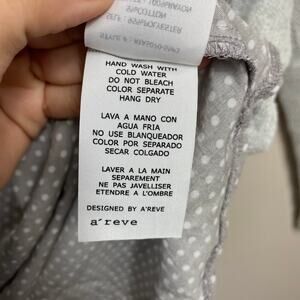 HAND WASH WITH
COLD WATER
DO NOT BLEACH
COLOR SEPARATE
HANG DRY
LAVA A MANO CON
AGUA FRIA
NO USE BLANQUEADOR
COLOR POR SEPARADO
SECAR COLGADO
LAVER A LA MAIN
SEPAREMENT
NE PAS JAVELLISER
ETENDRE A L'OMBRE
DESIGNED BY A'REVE
a'reve